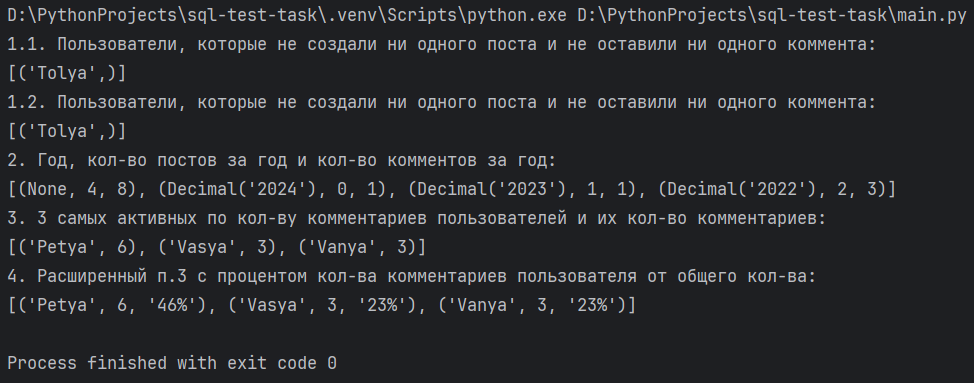 D:\PythonProjects\sql-test-task\.venv\Scripts\python.exe D:\PythonProjects\sql-test-task\main.py
1.1. Пользователи, которые не создали ни одного поста и не оставили ни одного коммента:
[('Tolya',)]
1.2. Пользователи, которые не создали ни одного поста и не оставили ни одного коммента:
[('Tolya',)]
2. Год, кол-во постов за год и кол-во комментов за год:
[(None, 4, 8), (Decimal('2024'), 0, 1), (Decimal('2023'), 1, 1), (Decimal('2022'), 2, 3)]
3. 3 самых активных по кол-ву комментариев пользователей и их кол-во комментариев:
[('Petya', 6), ('Vasya', 3), ('Vanya', 3)]
4. Расширенный п.3 с процентом кол-ва комментариев пользователя от общего кол-ва:
[('Petya', 6, '46%'), ('Vasya', 3, '23%'), ('Vanya', 3, '23%')]
Process finished with exit code 0